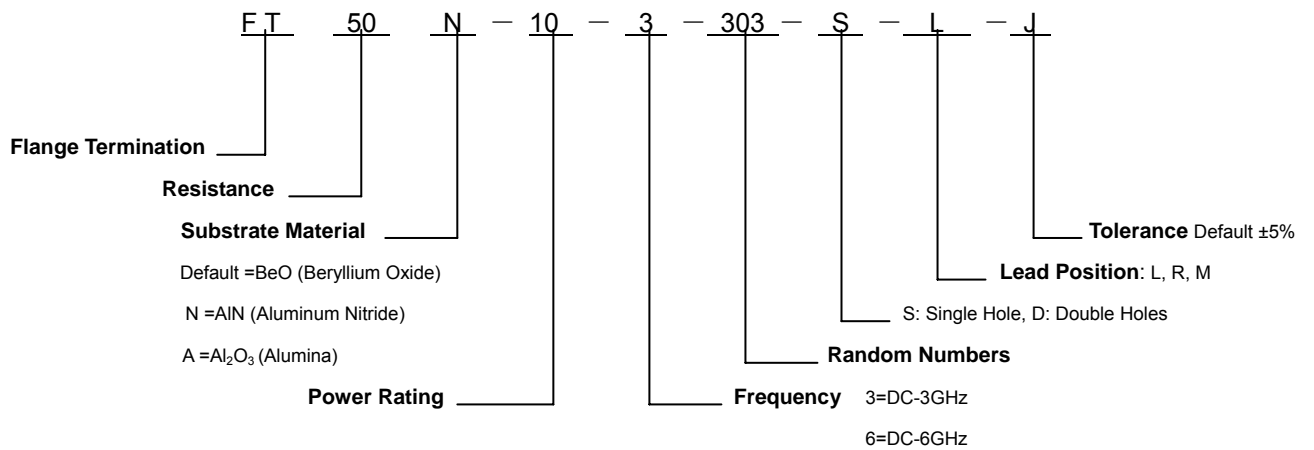 FT 50 N － 10 － 3 － 303 － S － L － J
Flange Termination
Resistance
Substrate Material
Tolerance Default ±5%
Default =BeO (Beryllium Oxide)
Lead Position: L, R, M
N =AlN (Aluminum Nitride)
S: Single Hole, D: Double Holes
A =Al₂O₃ (Alumina)
Random Numbers
Power Rating
Frequency 3=DC-3GHz
6=DC-6GHz